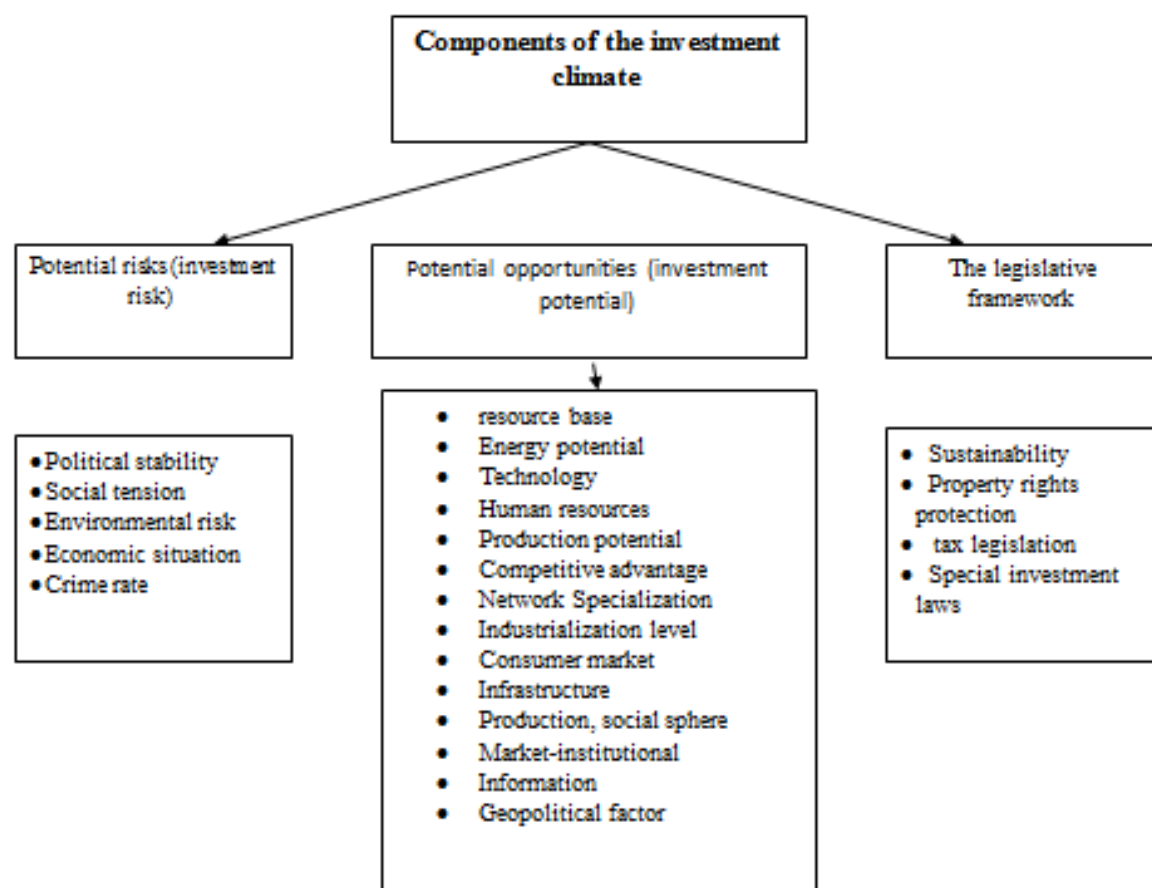 Components of the investment
climate
Potential risks (investment
risk)
Potential opportunities (investment
potential)
The legislative
framework
● Political stability
● Social tension
● Environmental risk
● Economic situation
● Crime rate
● resource base
● Energy potential
● Technology
● Human resources
● Production potential
● Competitive advantage
● Network Specialization
● Industrialization level
● Consumer market
● Infrastructure
● Production, social sphere
● Market-institutional
● Information
● Geopolitical factor
● Sustainability
● Property rights
protection
● tax legislation
● Special investment
laws